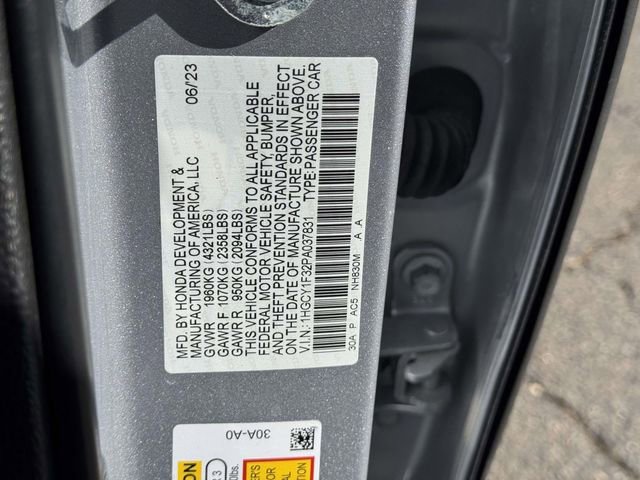 MFD. BY HONDA DEVELOPMENT &
MANUFACTURING OF AMERICA, LLC 06/'23
GVWR 1960KG (4321LBS)
GAWR F 1070KG (2358LBS)
GAWR R 950KG (2094LBS)
THIS VEHICLE CONFORMS TO ALL APPLICABLE
FEDERAL MOTOR VEHICLE SAFETY, BUMPER,
AND THEFT PREVENTION STANDARDS IN EFFECT
ON THE DATE OF MANUFACTURE SHOWN ABOVE.
V.I.N: 1HGCY1F32PA037831 TYPE:PASSENGER CAR
30A P AC5 NH830M A A
30A-A0